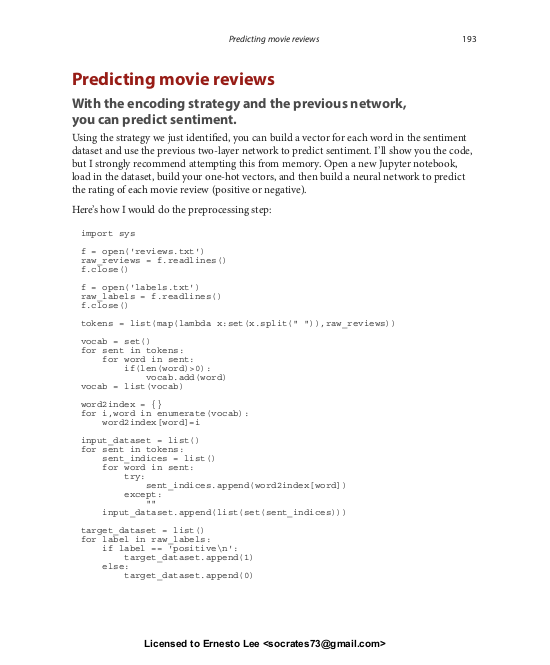 Predicting movie reviews 193
Predicting movie reviews
With the encoding strategy and the previous network,
you can predict sentiment.
Using the strategy we just identified, you can build a vector for each word in the sentiment
dataset and use the previous two-layer network to predict sentiment. I'll show you the code,
but I strongly recommend attempting this from memory. Open a new Jupyter notebook,
load in the dataset, build your one-hot vectors, and then build a neural network to predict
the rating of each movie review (positive or negative).
Here's how I would do the preprocessing step:
import sys
f = open('reviews.txt')
raw_reviews = f.readlines()
f.close()
f = open('labels.txt')
raw_labels = f.readlines()
f.close()
tokens = list(map(lambda x:set(x.split(" ")),raw_reviews))
vocab = set()
for sent in tokens:
    for word in sent:
        if(len(word)>0):
            vocab.add(word)
vocab = list(vocab)
word2index = {}
for i,word in enumerate(vocab):
    word2index[word]=i
input_dataset = list()
for sent in tokens:
    sent_indices = list()
    for word in sent:
        try:
            sent_indices.append(word2index[word])
        except:
            ""
    input_dataset.append(list(set(sent_indices)))
target_dataset = list()
for label in raw_labels:
    if label == 'positive\n':
        target_dataset.append(1)
    else:
        target_dataset.append(0)
Licensed to Ernesto Lee <socrates73@gmail.com>